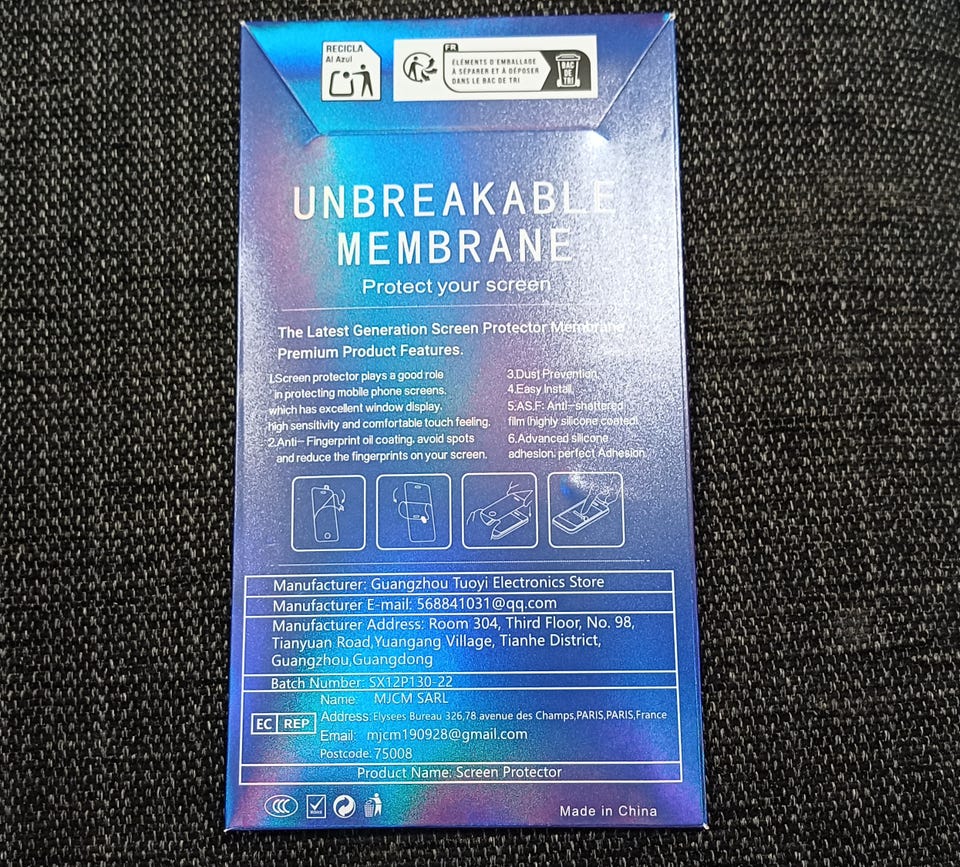 RECICLA
Al Azul
FR
ÉLÉMENTS D'EMBALLAGE
À SÉPARER ET À DÉPOSER
DANS LE BAC DE TRI
BAC
DE
TRI
UNBREAKABLE
MEMBRANE
Protect your screen
The Latest Generation Screen Protector Membrane
Premium Product Features.
1.Screen protector plays a good role
in protecting mobile phone screens.
which has excellent window display.
high sensitivity and comfortable touch feeling.
2.Anti-Fingerprint oil coating. avoid spots
and reduce the fingerprints on your screen.
3.Dust Prevention.
4.Easy Install.
5.AS.F: Anti-shattered
film (highly silicone coated)
6.Advanced silicone
adhesion. perfect Adhesion.
Manufacturer: Guangzhou Tuoyi Electronics Store
Manufacturer E-mail: 568841031@qq.com
Manufacturer Address: Room 304, Third Floor, No. 98,
Tianyuan Road,Yuangang Village, Tianhe District,
Guangzhou,Guangdong
Batch Number: SX12P130-22
EC REP
Name: MJCM SARL
Address:Elysees Bureau 326,78 avenue des Champs,PARIS,PARIS,France
Email: mjcm190928@gmail.com
Postcode:75008
Product Name: Screen Protector
CCC
Made in China